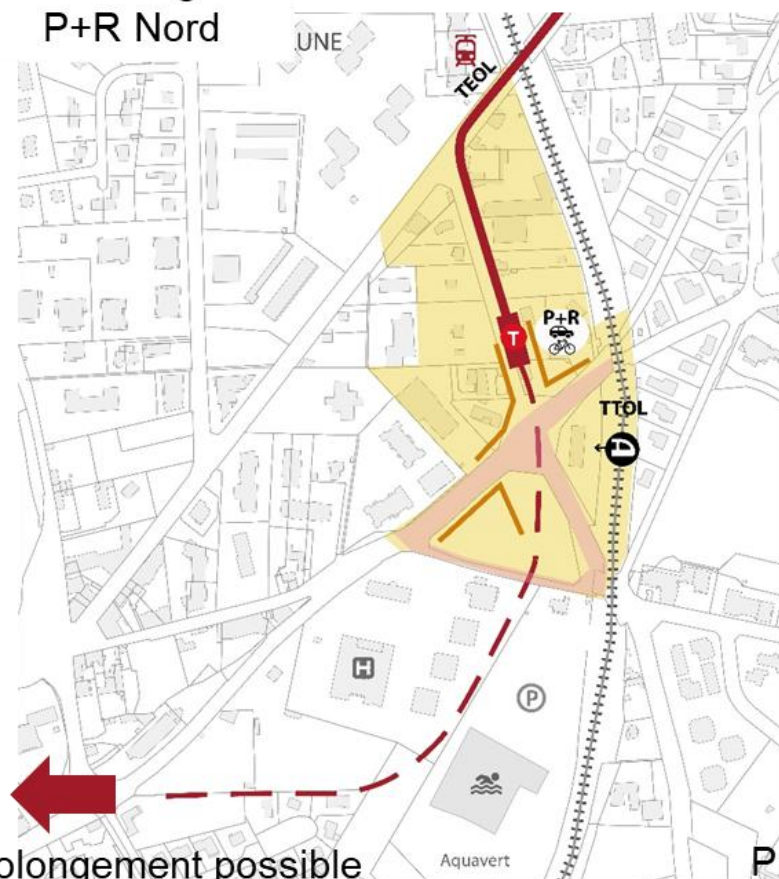 P+R Nord
UNE
TEOL
T
P+R
TTOL
H
P
Aquavert
olongement possible
P